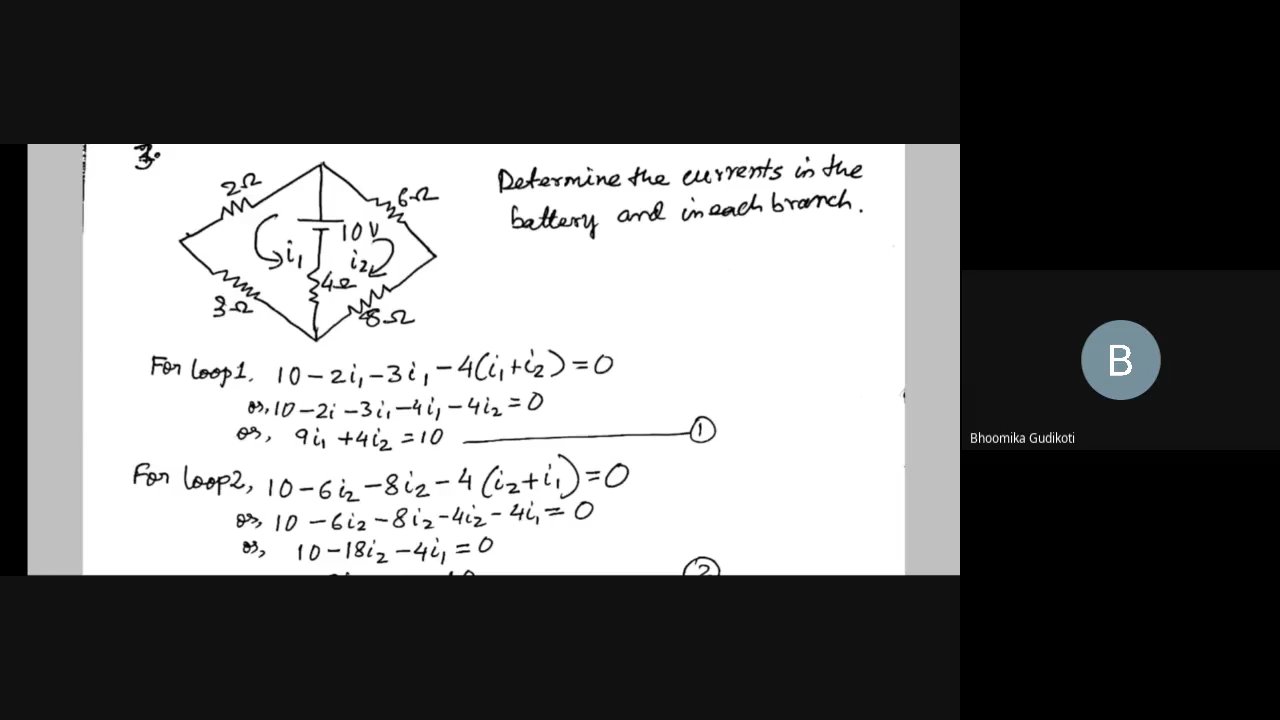 3.
2Ω
6Ω
Determine the currents in the
battery and in each branch.
10V
i₁
i₂
4Ω
3Ω
8Ω
For loop1, 10-2i₁-3i₁-4(i₁+i₂)=0
or, 10-2i-3i₁-4i₁-4i₂=0
or, 9i₁+4i₂=10 ①
For loop2, 10-6i₂-8i₂-4(i₂+i₁)=0
or, 10-6i₂-8i₂-4i₂-4i₁=0
or, 10-18i₂-4i₁=0
②
B
Bhoomika Gudikoti